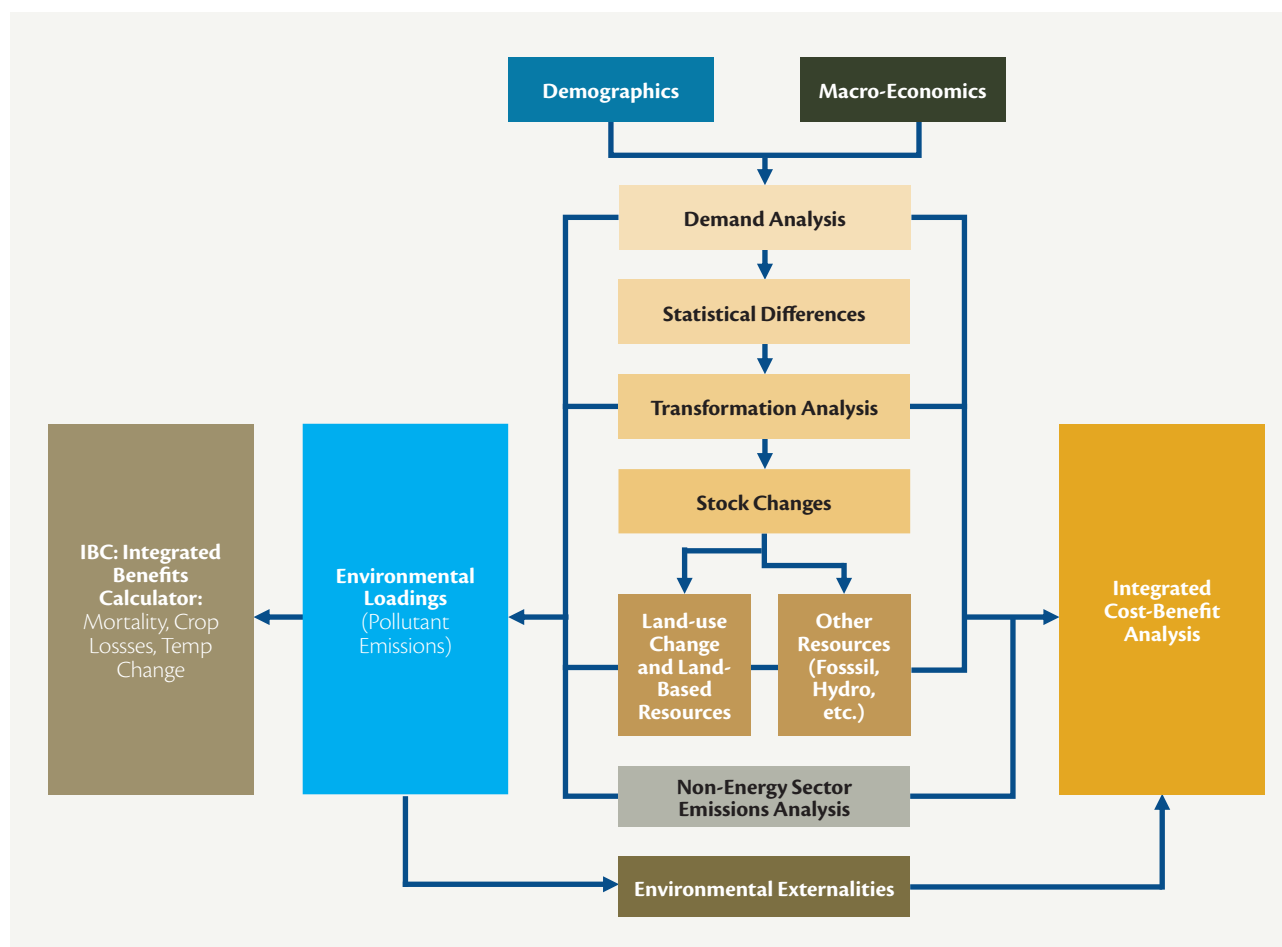 Demographics
Macro-Economics
Demand Analysis
Statistical Differences
Transformation Analysis
Stock Changes
IBC: Integrated
Benefits
Calculator:
Mortality, Crop
Lossses, Temp
Change
Environmental
Loadings
(Pollutant
Emissions)
Land-use
Change
and Land-
Based
Resources
Other
Resources
(Fosssil,
Hydro,
etc.)
Integrated
Cost-Benefit
Analysis
Non-Energy Sector
Emissions Analysis
Environmental Externalities